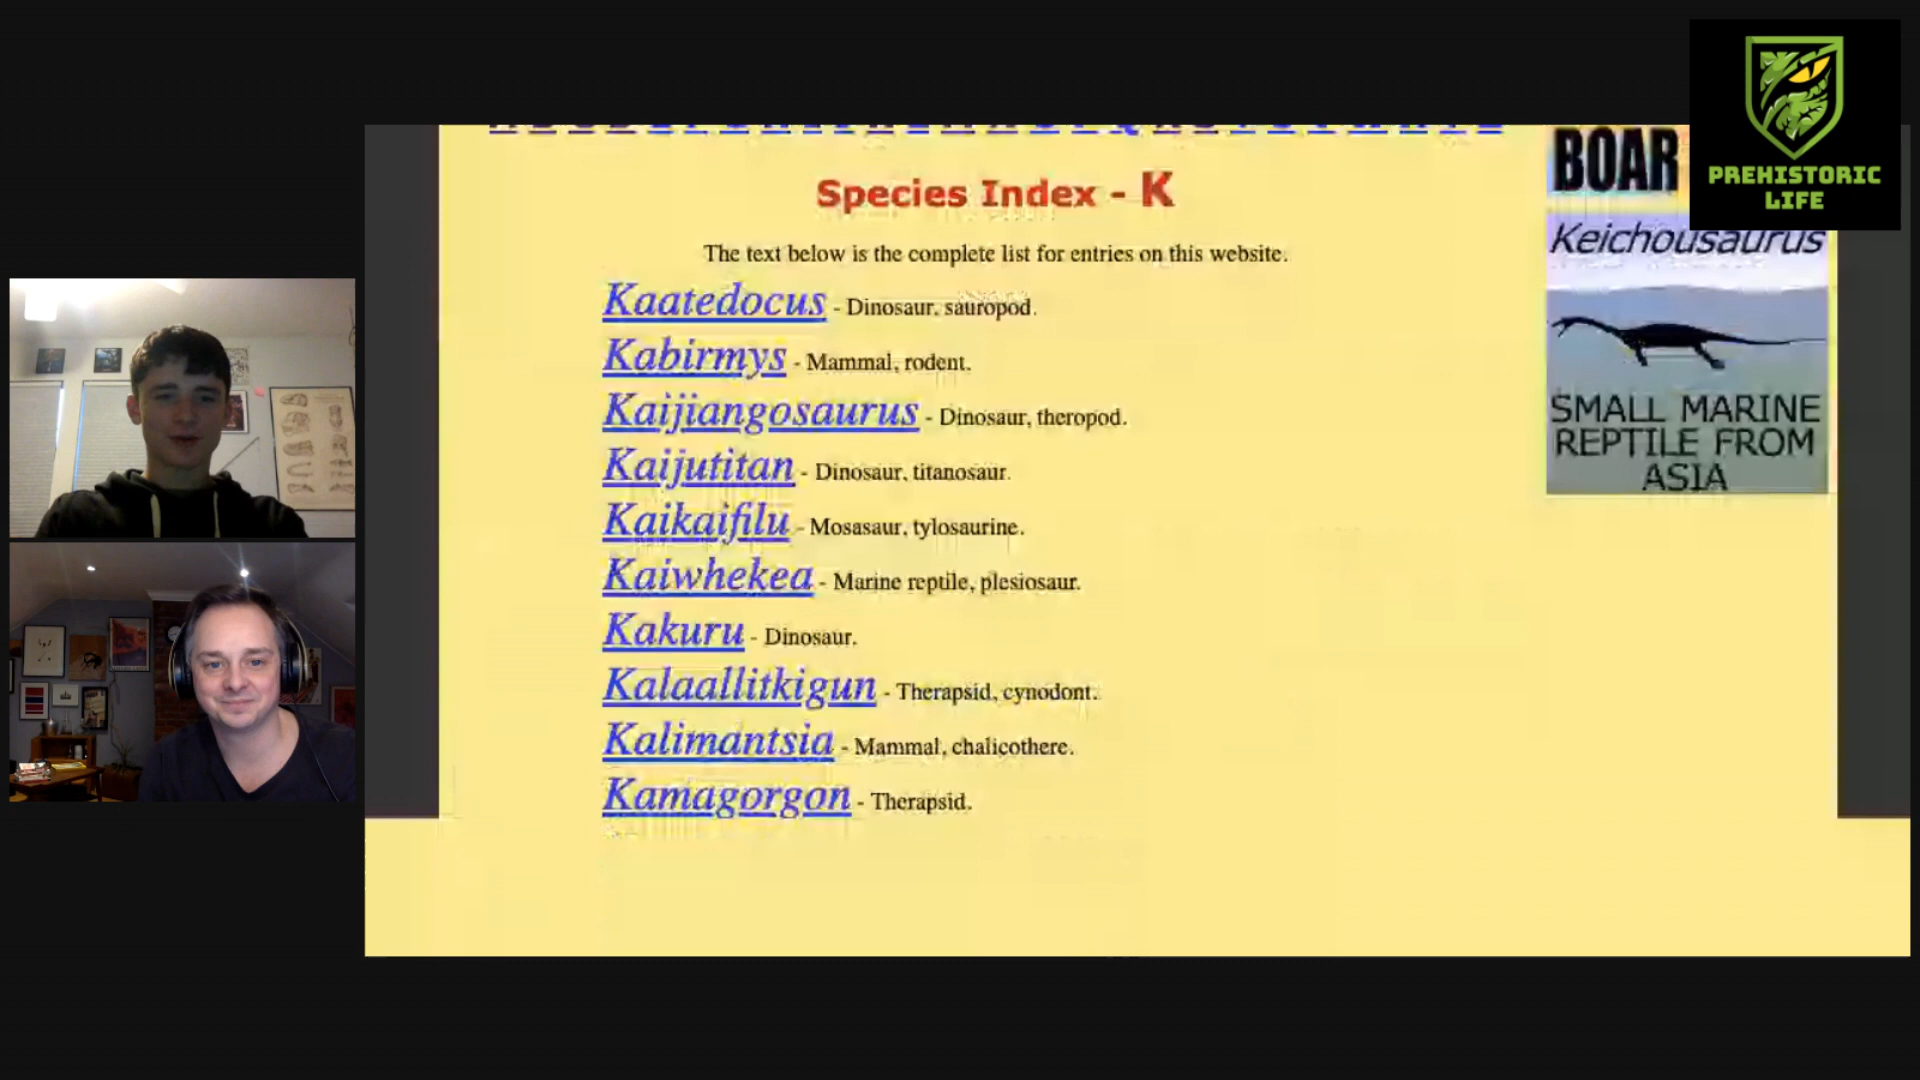 BOAR
PREHISTORIC
LIFE
Species Index - K
The text below is the complete list for entries on this website.
Kaatedocus - Dinosaur, sauropod.
Kabirmys - Mammal, rodent.
Kaijiangosaurus - Dinosaur, theropod.
Kaijutitan - Dinosaur, titanosaur.
Kaikaifilu - Mosasaur, tylosaurine.
Kaiwhekea - Marine reptile, plesiosaur.
Kakuru - Dinosaur.
Kalaallitkigun - Therapsid, cynodont.
Kalimantsia - Mammal, chalicothere.
Kamagorgon - Therapsid.
Keichousaurus
SMALL MARINE
REPTILE FROM
ASIA